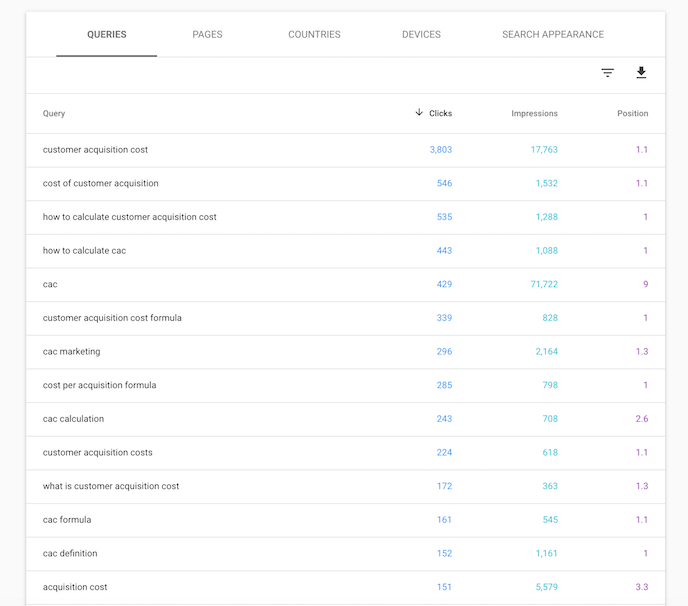 QUERIES PAGES COUNTRIES DEVICES SEARCH APPEARANCE
Query Clicks Impressions Position
customer acquisition cost 3,803 17,763 1.1
cost of customer acquisition 546 1,532 1.1
how to calculate customer acquisition cost 535 1,288 1
how to calculate cac 443 1,088 1
cac 429 71,722 9
customer acquisition cost formula 339 828 1
cac marketing 296 2,164 1.3
cost per acquisition formula 285 798 1
cac calculation 243 708 2.6
customer acquisition costs 224 618 1.1
what is customer acquisition cost 172 363 1.3
cac formula 161 545 1.1
cac definition 152 1,161 1
acquisition cost 151 5,579 3.3